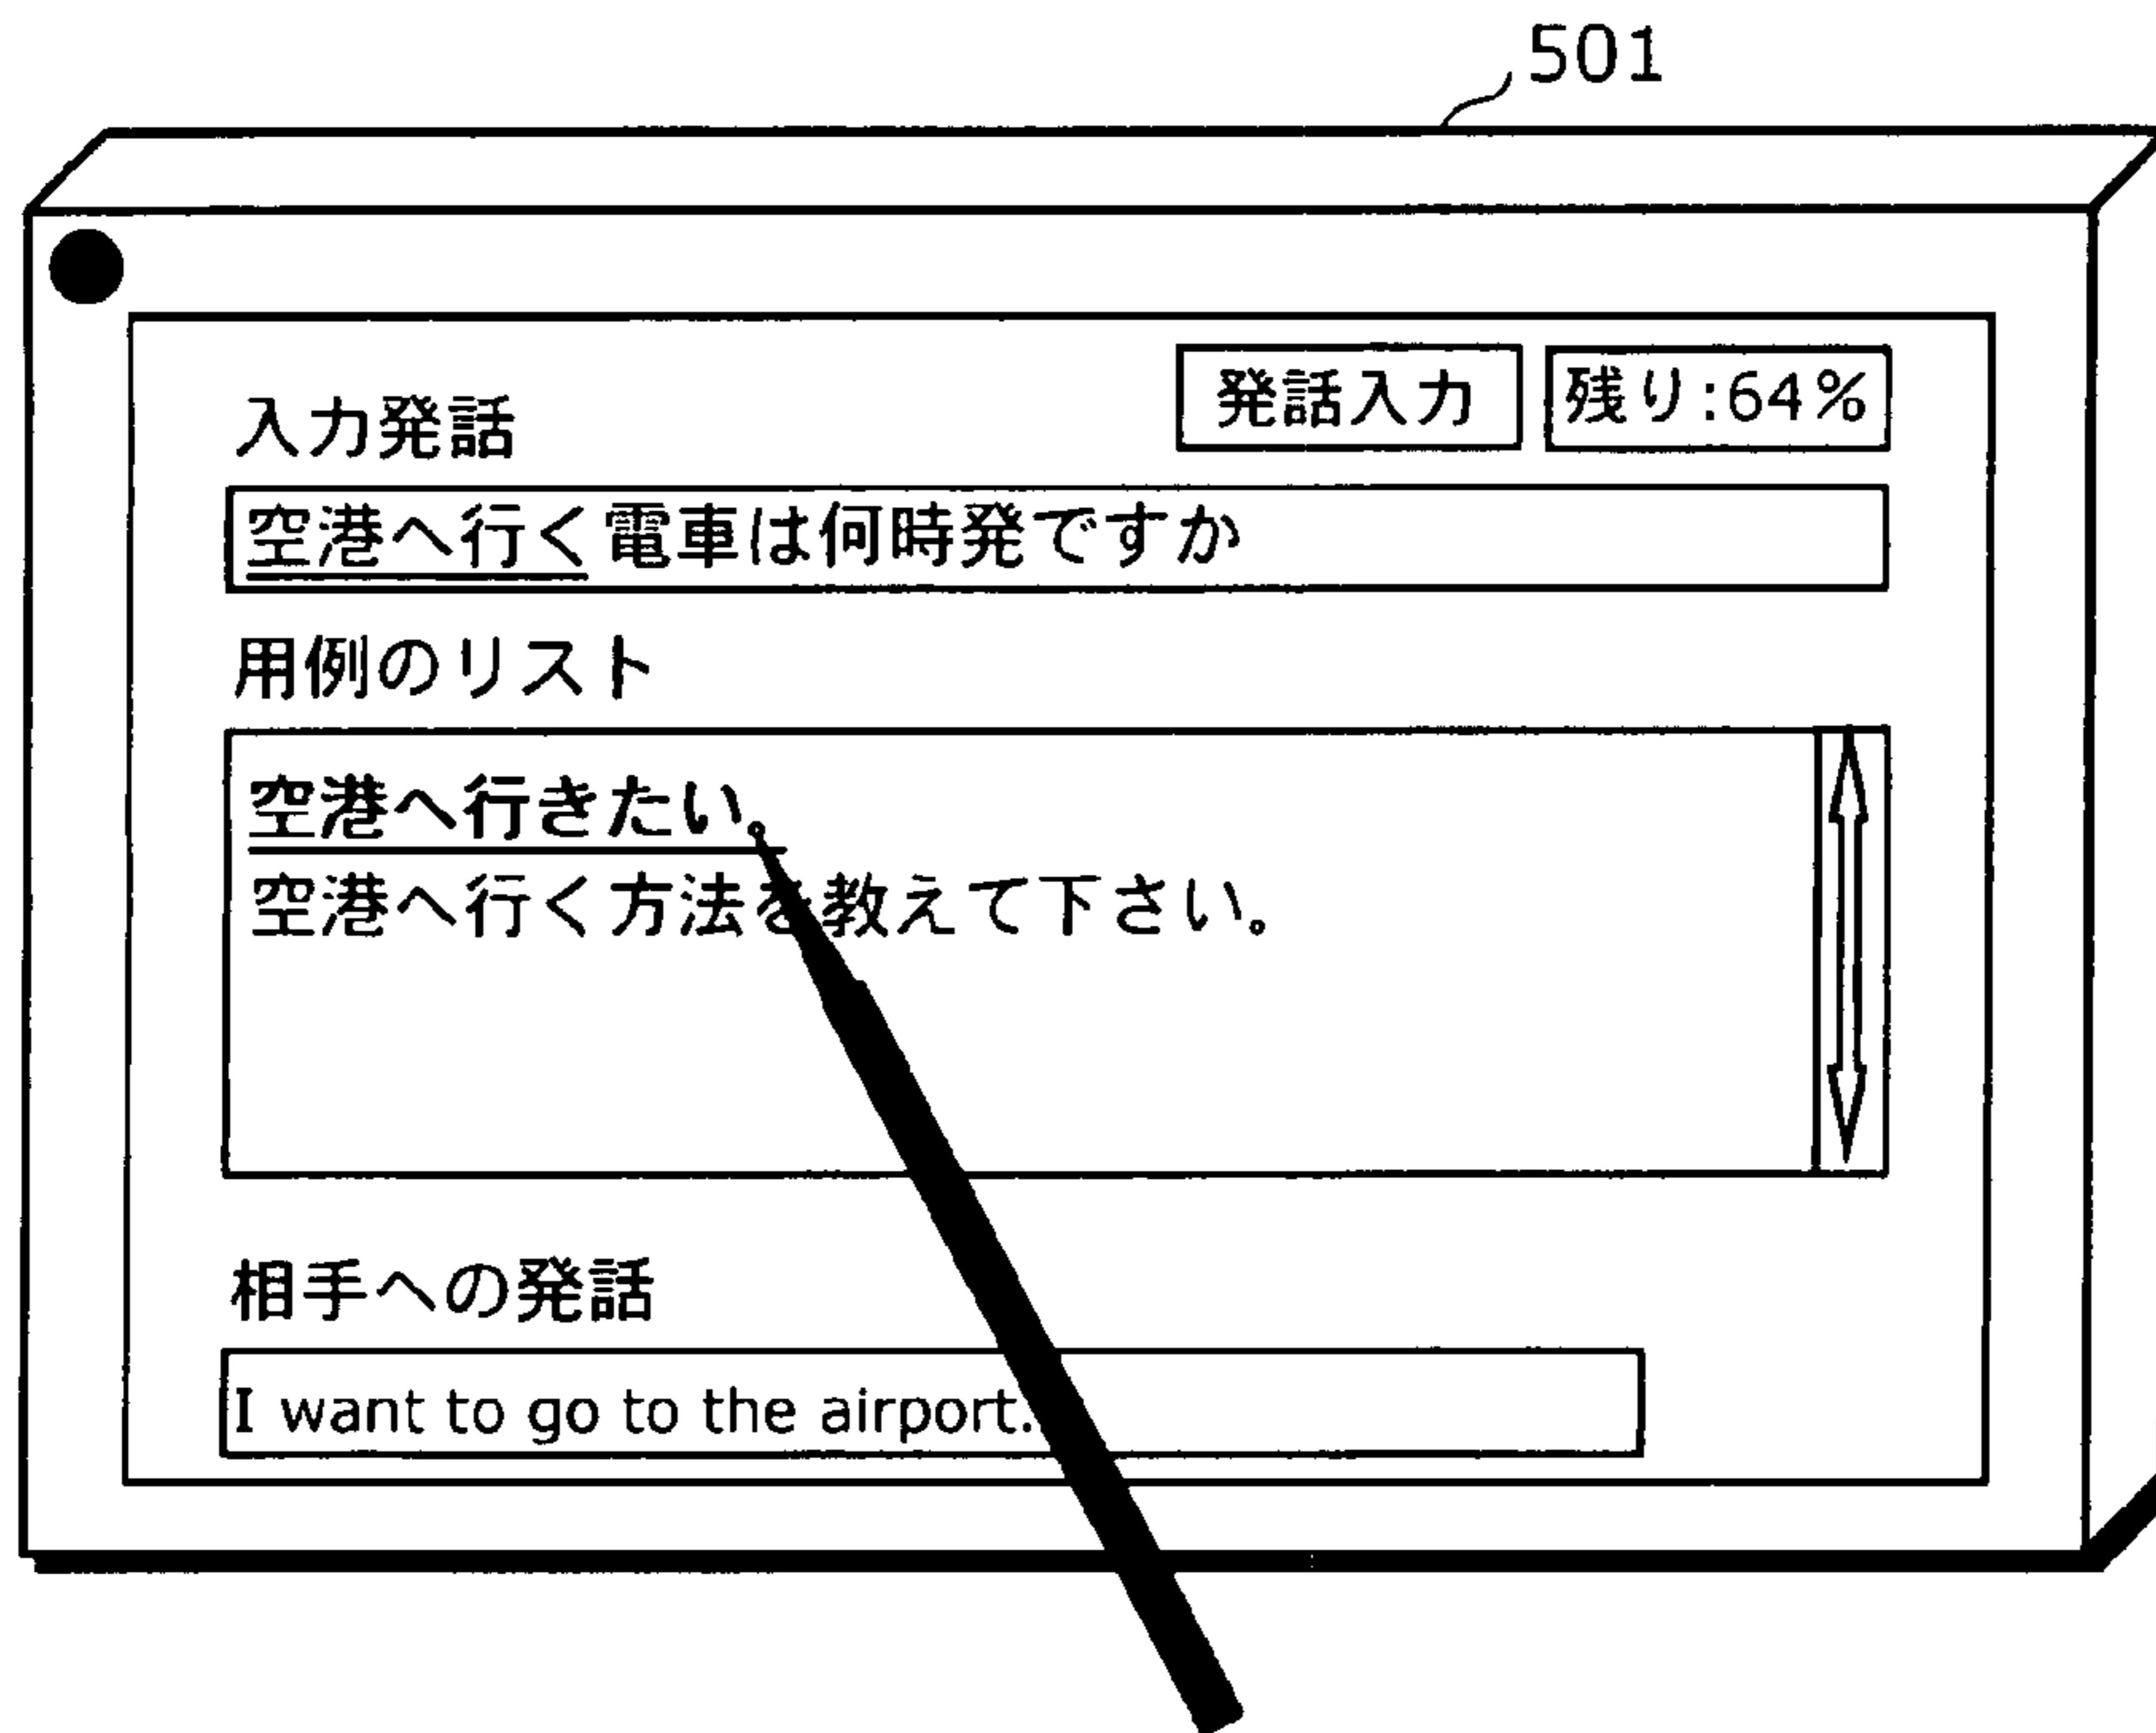 501
発話入力
残り:64%
入力発話
空港へ行く電車は何時発ですか
用例のリスト
空港へ行きたい。
空港へ行く方法を教えて下さい。
相手への発話
I want to go to the airport.